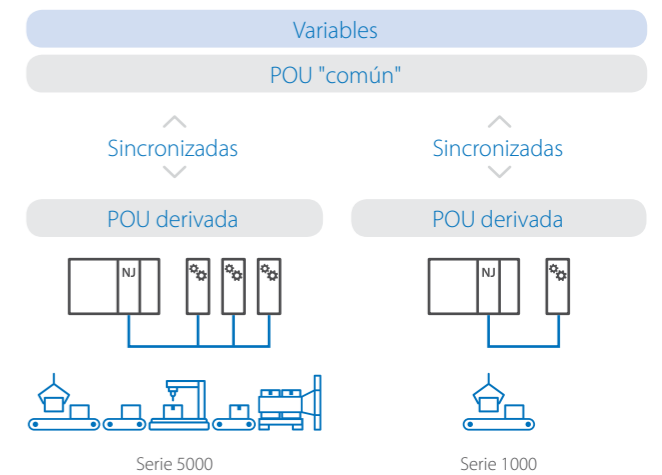 Variables
POU "común"
Sincronizadas
Sincronizadas
POU derivada
POU derivada
NJ
NJ
Serie 5000
Serie 1000